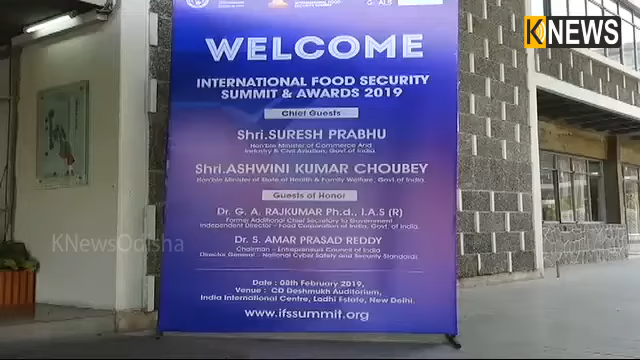 KNEWS
WELCOME
INTERNATIONAL FOOD SECURITY
SUMMIT & AWARDS 2019
Chief Guests
Shri.SURESH PRABHU
Hon'ble Minister of Commerce And
Industry & Civil Aviation, Govt.of India.
Shri.ASHWINI KUMAR CHOUBEY
Hon'ble Minister of State of Health & Family Welfare, Govt.of India.
Guests of Honor
Dr. G. A. RAJKUMAR Ph.d., I.A.S (R)
Former Additional Chief Secretary to Government
Independent Director - Food Corporation of India, Govt. of India.
Dr. S. AMAR PRASAD REDDY
Chairman - Entrepreneurs Council of India
Director General - National Cyber Safety and Security Standards
Date : 08th February 2019,
Venue : CD Deshmukh Auditorium,
India International Centre, Lodhi Estate, New Delhi.
www.ifssummit.org
KNewsOdisha